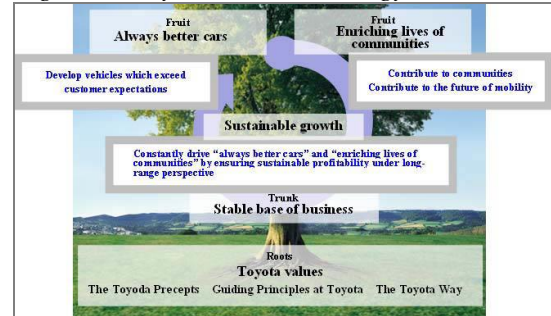 Fruit
Always better cars
Fruit
Enriching lives of
communities
Develop vehicles which exceed
customer expectations
Contribute to communities
Contribute to the future of mobility
Sustainable growth
Constantly drive “always better cars” and “enriching lives of
communities” by ensuring sustainable profitability under long-
range perspective
Trunk
Stable base of business
Roots
Toyota values
The Toyoda Precepts Guiding Principles at Toyota The Toyota Way